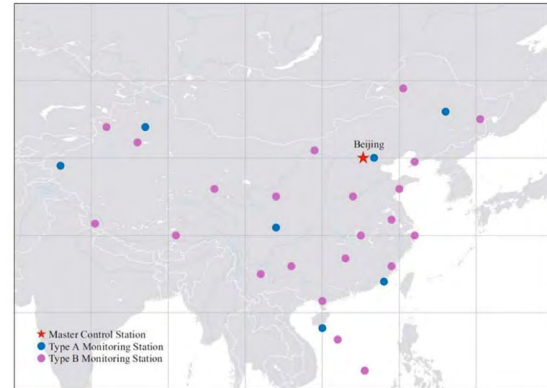 Beijing
Master Control Station
Type A Monitoring Station
Type B Monitoring Station